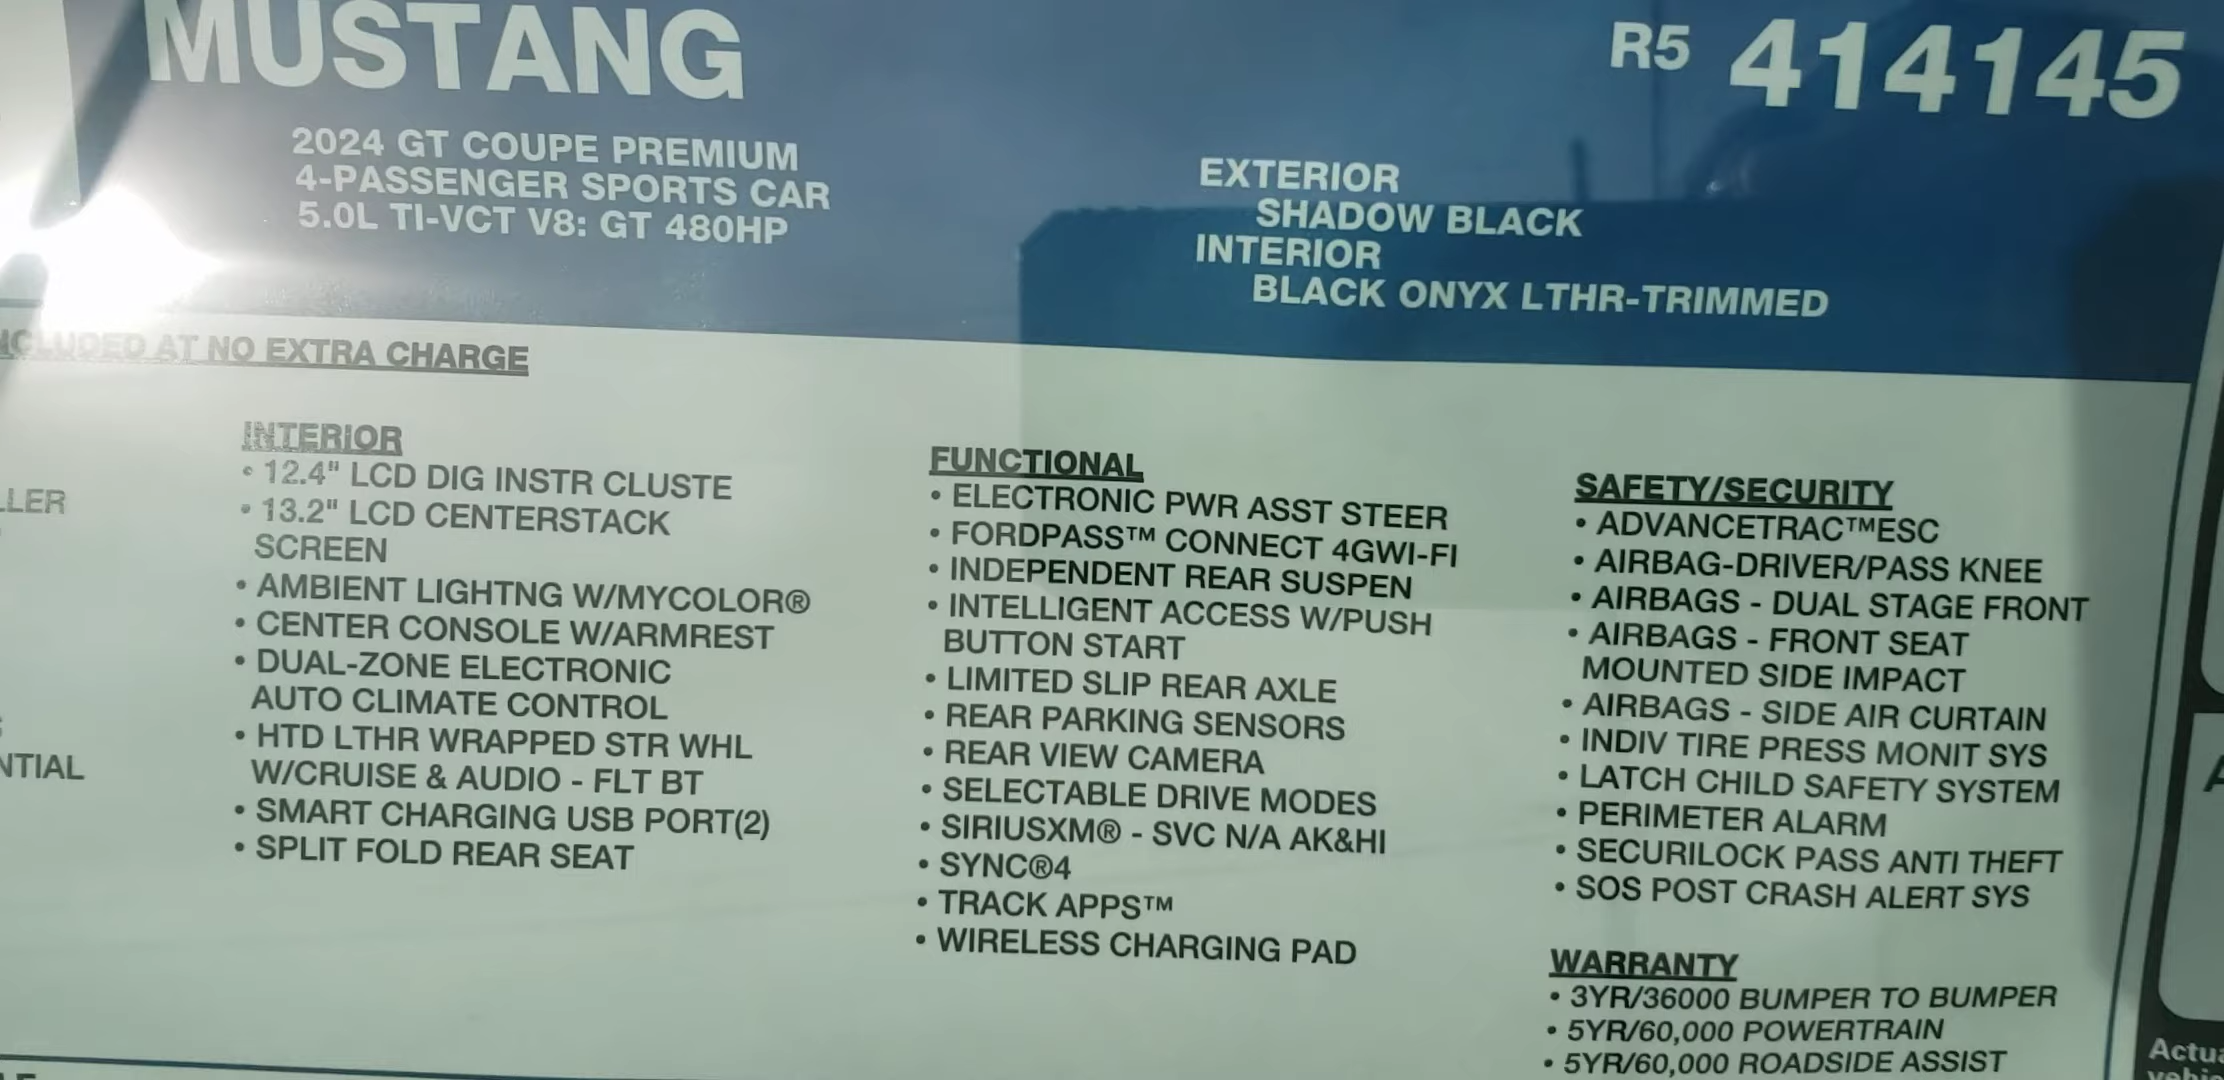 MUSTANG
R5 414145
2024 GT COUPE PREMIUM
4-PASSENGER SPORTS CAR
5.0L TI-VCT V8: GT 480HP
EXTERIOR
SHADOW BLACK
INTERIOR
BLACK ONYX LTHR-TRIMMED
NCLUDED AT NO EXTRA CHARGE
LLER
NTIAL
INTERIOR
• 12.4" LCD DIG INSTR CLUSTE
• 13.2" LCD CENTERSTACK
SCREEN
• AMBIENT LIGHTNG W/MYCOLOR®
• CENTER CONSOLE W/ARMREST
• DUAL-ZONE ELECTRONIC
AUTO CLIMATE CONTROL
• HTD LTHR WRAPPED STR WHL
W/CRUISE & AUDIO - FLT BT
• SMART CHARGING USB PORT(2)
• SPLIT FOLD REAR SEAT
FUNCTIONAL
• ELECTRONIC PWR ASST STEER
• FORDPASS™ CONNECT 4GWI-FI
• INDEPENDENT REAR SUSPEN
• INTELLIGENT ACCESS W/PUSH
BUTTON START
• LIMITED SLIP REAR AXLE
• REAR PARKING SENSORS
• REAR VIEW CAMERA
• SELECTABLE DRIVE MODES
• SIRIUSXM® - SVC N/A AK&HI
• SYNC®4
• TRACK APPS™
• WIRELESS CHARGING PAD
SAFETY/SECURITY
• ADVANCETRAC™ESC
• AIRBAG-DRIVER/PASS KNEE
• AIRBAGS - DUAL STAGE FRONT
• AIRBAGS - FRONT SEAT
MOUNTED SIDE IMPACT
• AIRBAGS - SIDE AIR CURTAIN
• INDIV TIRE PRESS MONIT SYS
• LATCH CHILD SAFETY SYSTEM
• PERIMETER ALARM
• SECURILOCK PASS ANTI THEFT
• SOS POST CRASH ALERT SYS
WARRANTY
• 3YR/36000 BUMPER TO BUMPER
• 5YR/60,000 POWERTRAIN
• 5YR/60,000 ROADSIDE ASSIST
Actua